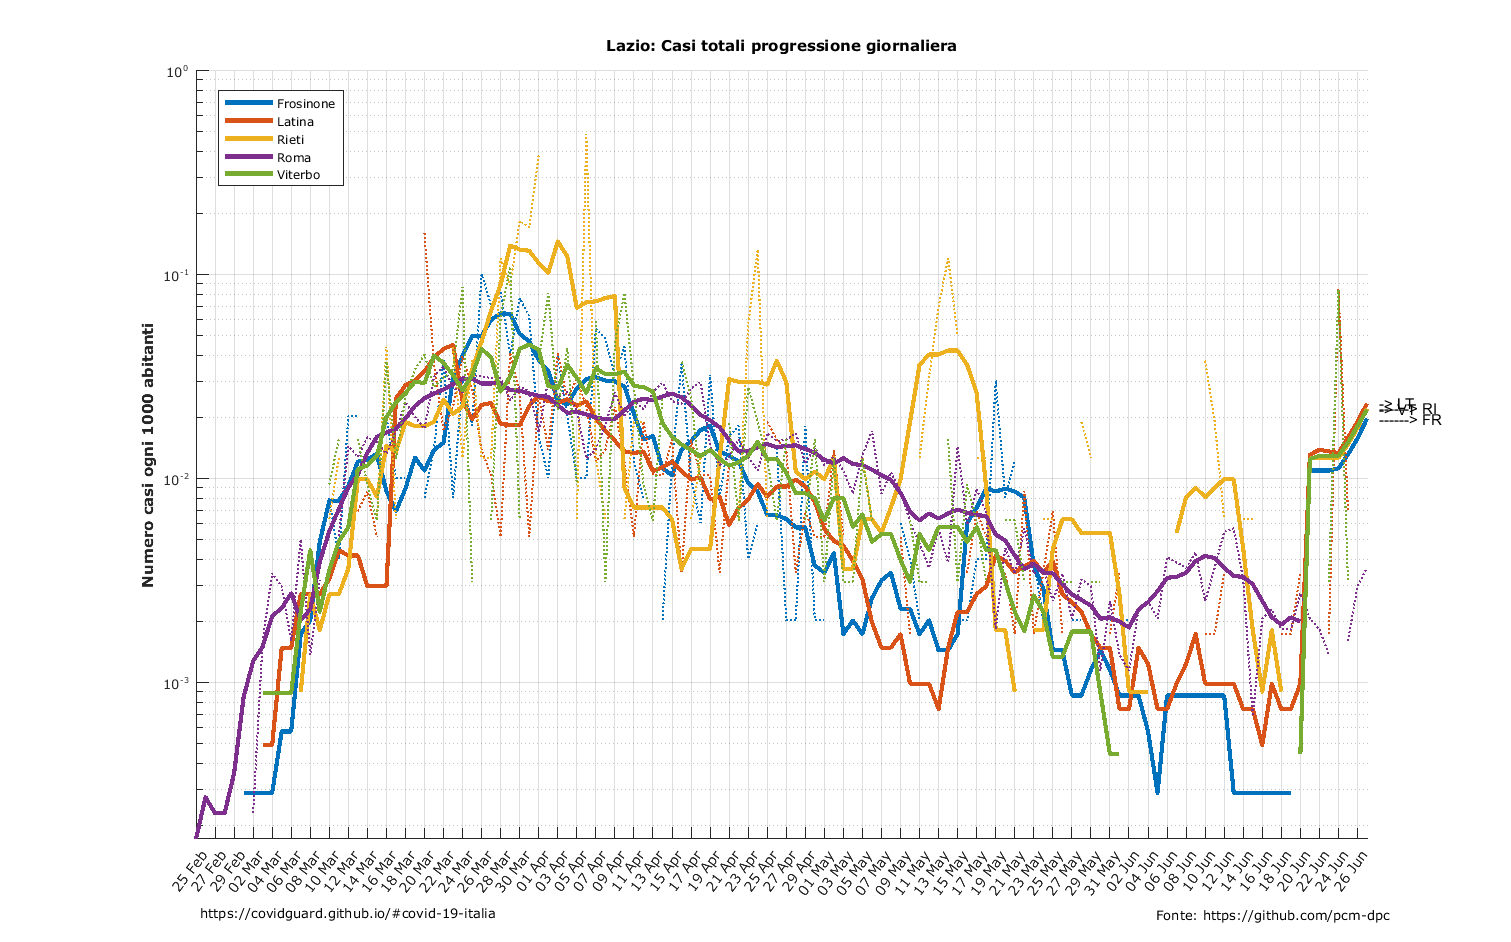 Lazio: Casi totali progressione giornaliera
10⁰
10⁻¹
10⁻²
10⁻³
Numero casi ogni 1000 abitanti
Frosinone
Latina
Rieti
Roma
Viterbo
-> LT
RI
------> FR
25 Feb
27 Feb
29 Feb
02 Mar
04 Mar
06 Mar
08 Mar
10 Mar
12 Mar
14 Mar
16 Mar
18 Mar
20 Mar
22 Mar
24 Mar
26 Mar
28 Mar
30 Mar
01 Apr
03 Apr
05 Apr
07 Apr
09 Apr
11 Apr
13 Apr
15 Apr
17 Apr
19 Apr
21 Apr
23 Apr
25 Apr
27 Apr
29 Apr
01 May
03 May
05 May
07 May
09 May
11 May
13 May
15 May
17 May
19 May
21 May
23 May
25 May
27 May
29 May
31 May
02 Jun
04 Jun
06 Jun
08 Jun
10 Jun
12 Jun
14 Jun
16 Jun
18 Jun
20 Jun
22 Jun
24 Jun
26 Jun
https://covidguard.github.io/#covid-19-italia
Fonte: https://github.com/pcm-dpc